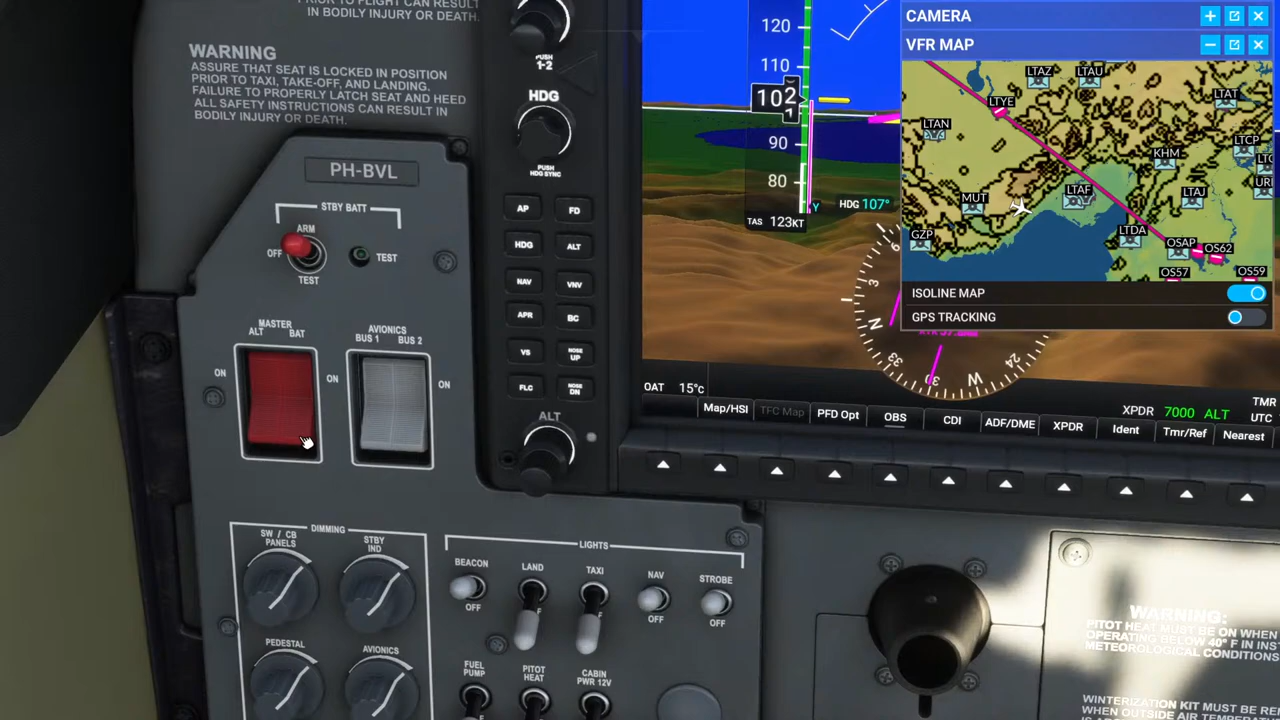 PRIOR TO FLIGHT CAN RESULT
IN BODILY INJURY OR DEATH.
WARNING
ASSURE THAT SEAT IS LOCKED IN POSITION
PRIOR TO TAXI, TAKE-OFF, AND LANDING.
FAILURE TO PROPERLY LATCH SEAT AND HEED
ALL SAFETY INSTRUCTIONS CAN RESULT IN
BODILY INJURY OR DEATH.
PH-BVL
STBY BATT
ARM
OFF
TEST
TEST
MASTER
ALT BAT
ON
ON
AVIONICS
BUS 1 BUS 2
ON
PUSH
1-2
HDG
PUSH
HDG SYNC
AP FD
HDG ALT
NAV VNV
APR BC
VS NOSE UP
FLC NOSE DN
ALT
120
110
102
1
90
80
TAS 123KT
Y
HDG 107°
3
N
33
30
W
24
OAT 15°C
XPDR 7000 ALT
TMR
UTC
Map/HSI
TFC Map
PFD Opt
OBS
CDI
ADF/DME
XPDR
Ident
Tmr/Ref
Nearest
CAMERA
VFR MAP
LTAZ
LTAU
LTAT
LTYE
LTAN
LTCP
KHM
MUT
LTAF
LTAJ
GZP
LTDA
OSAP
OS62
OS57
OS59
ISOLINE MAP
GPS TRACKING
DIMMING
SW / CB
PANELS
STBY
IND
PEDESTAL
AVIONICS
LIGHTS
BEACON
OFF
LAND
TAXI
NAV
OFF
STROBE
OFF
FUEL
PUMP
PITOT
HEAT
CABIN
PWR 12V
WARNING:
PITOT HEAT MUST BE ON WHEN
OPERATING BELOW 40° F IN
METEOROLOGICAL CONDITIONS
WINTERIZATION KIT MUST BE
WHEN OUTSIDE AIR